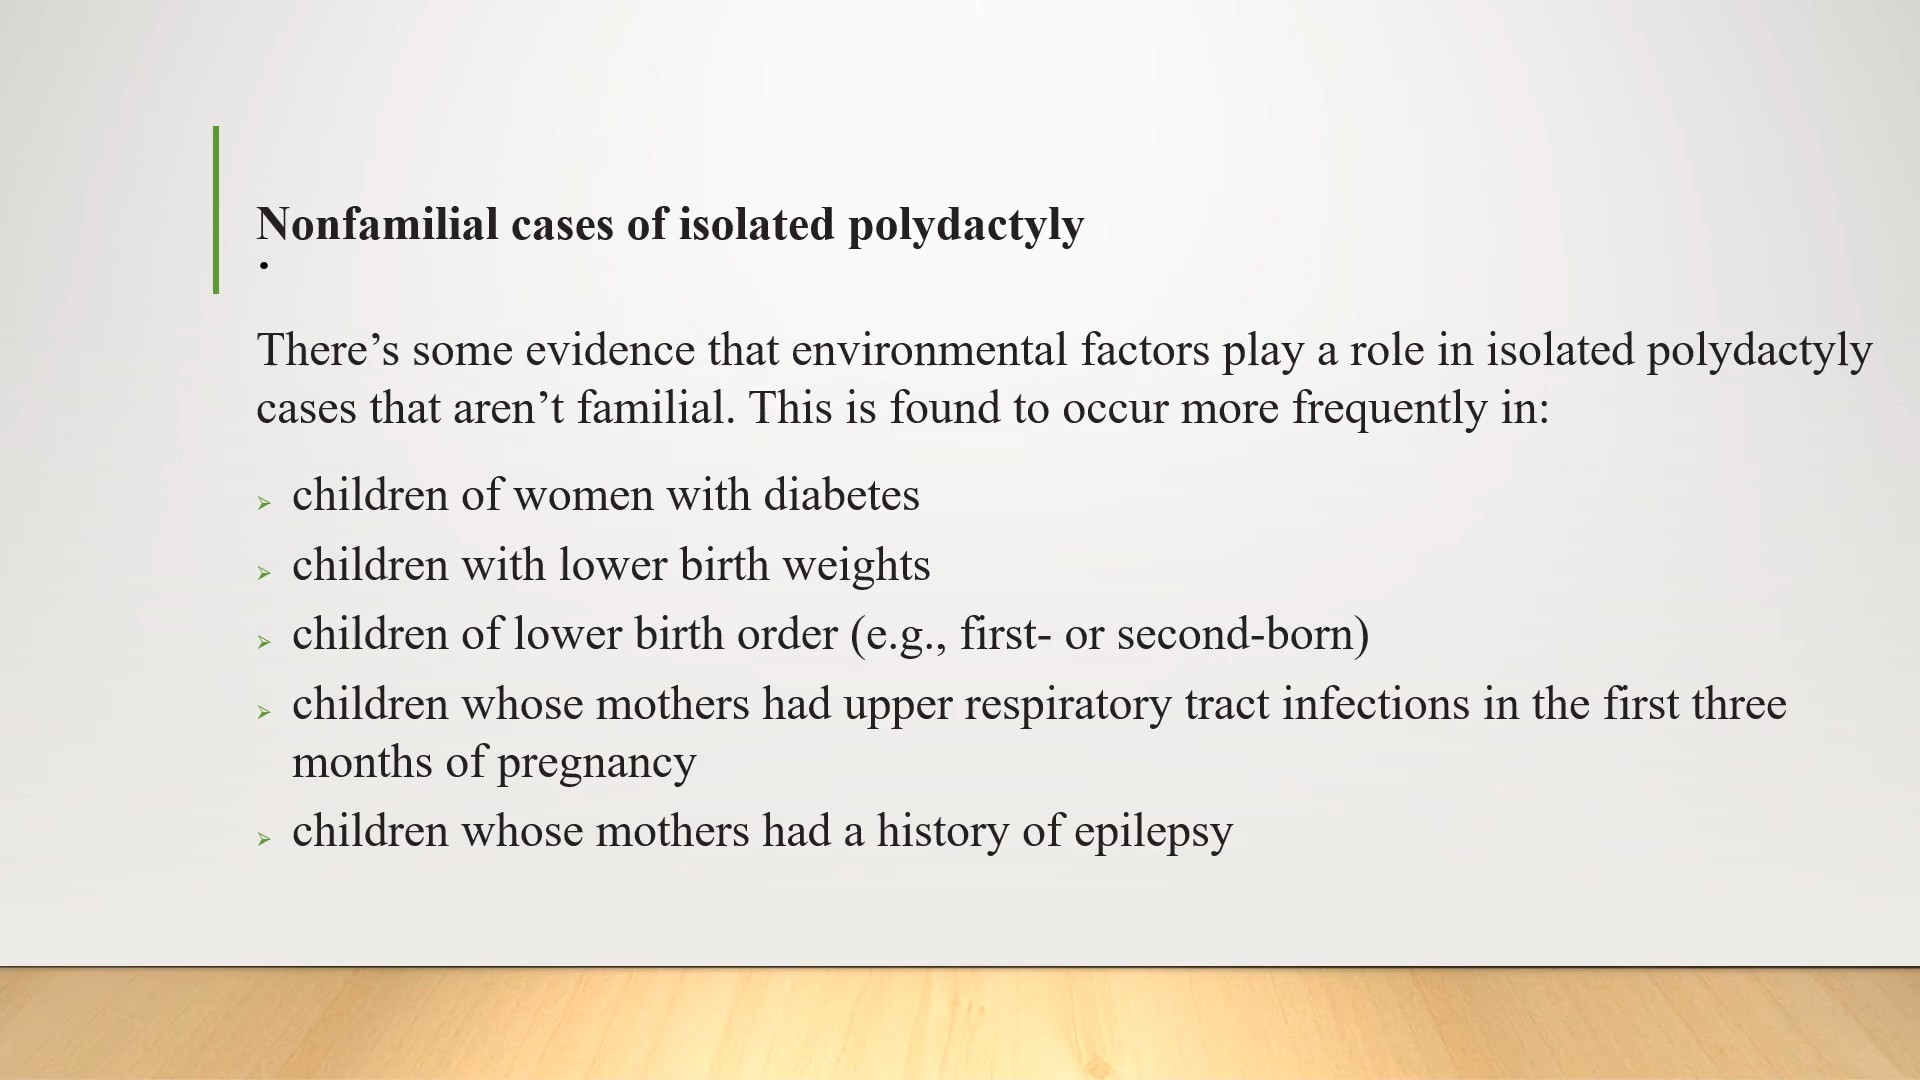 Nonfamilial cases of isolated polydactyly
•
There’s some evidence that environmental factors play a role in isolated polydactyly
cases that aren’t familial. This is found to occur more frequently in:
➢ children of women with diabetes
➢ children with lower birth weights
➢ children of lower birth order (e.g., first- or second-born)
➢ children whose mothers had upper respiratory tract infections in the first three
months of pregnancy
➢ children whose mothers had a history of epilepsy